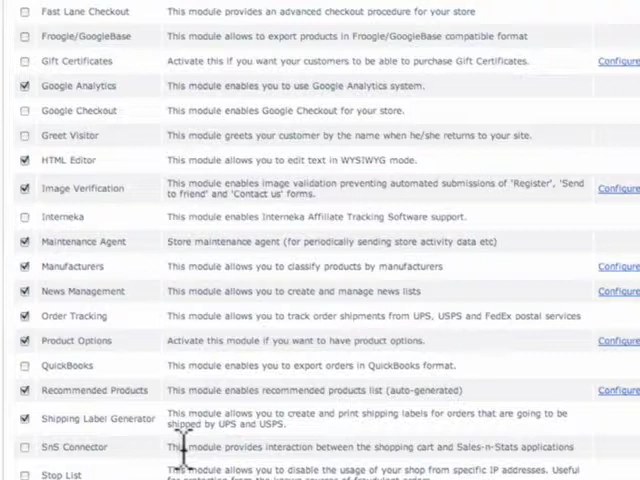 Fast Lane Checkout This module provides an advanced checkout procedure for your store
Froogle/GoogleBase This module allows to export products in Froogle/GoogleBase compatible format
Gift Certificates Activate this if you want your customers to be able to purchase Gift Certificates. Configure
Google Analytics This module enables you to use Google Analytics system.
Google Checkout This module enables Google Checkout for your store.
Greet Visitor This module greets your customer by the name when he/she returns to your site.
HTML Editor This module allows you to edit text in WYSIWYG mode.
Image Verification This module enables image validation preventing automated submissions of 'Register', 'Send Configure
to friend' and 'Contact us' forms.
Interneka This module enables Interneka Affiliate Tracking Software support.
Maintenance Agent Store maintenance agent (for periodically sending store activity data etc)
Manufacturers This module allows you to classify products by manufacturers Configure
News Management This module allows you to create and manage news lists Configure
Order Tracking This module allows you to track order shipments from UPS, USPS and FedEx postal services
Product Options Activate this module if you want to have product options. Configure
QuickBooks This module allows you to export orders in QuickBooks format.
Recommended Products This module enables recommended products list (auto-generated) Configure
Shipping Label Generator This module allows you to create and print shipping labels for orders that are going to be
shipped by UPS and USPS.
SnS Connector This module provides interaction between the shopping cart and Sales-n-Stats applications
Stop List This module allows you to disable the usage of your shop from specific IP addresses. Useful